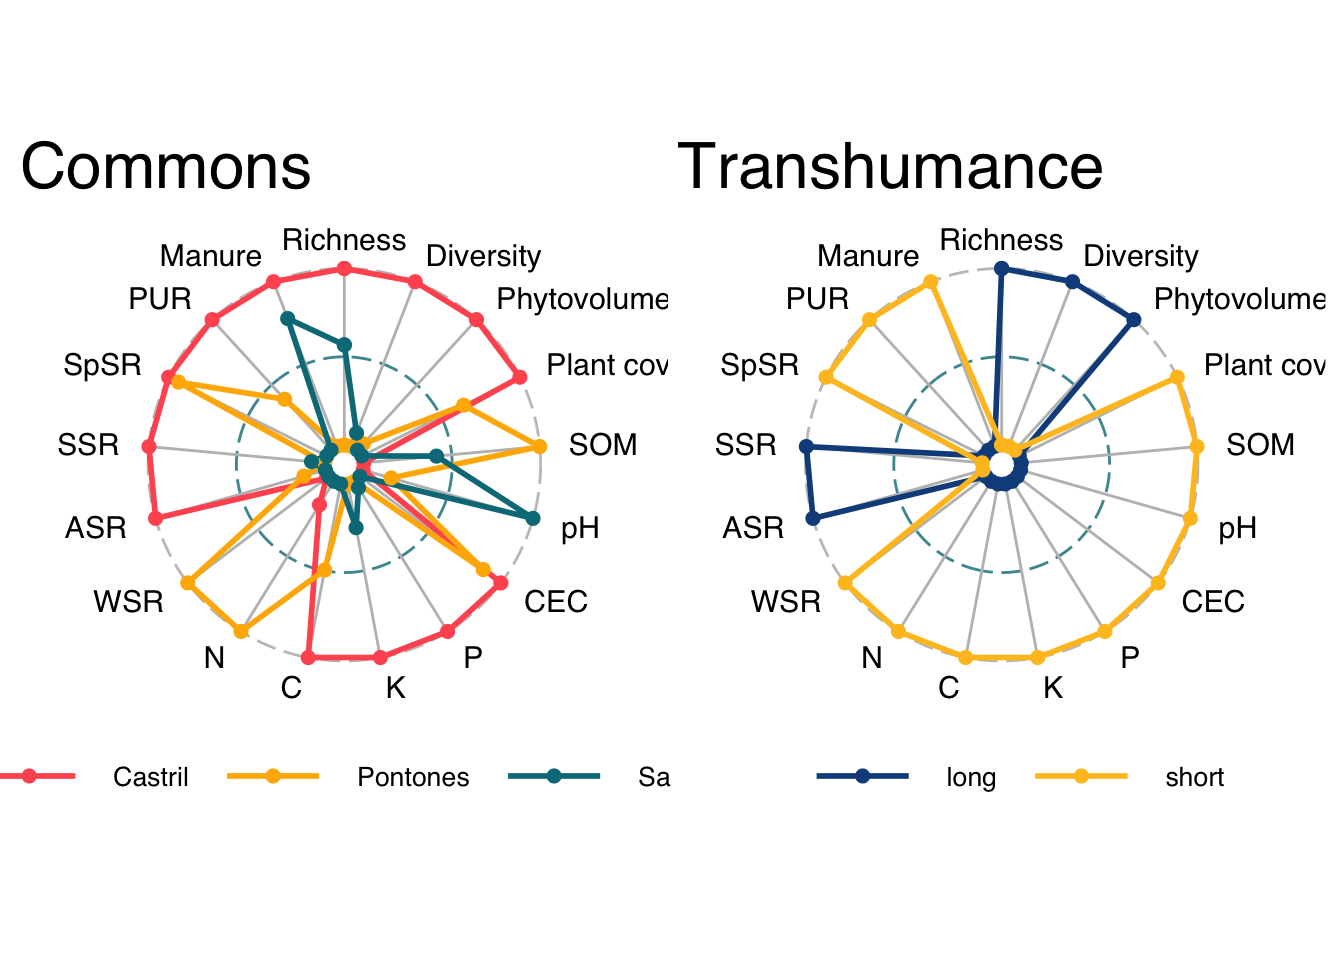 Commons
Richness
Manure
Diversity
PUR
Phytovolume
SpSR
Plant cov
SSR
SOM
ASR
pH
WSR
CEC
N
P
C
K
Castril
Pontones
Sa
Transhumance
Richness
Manure
Diversity
PUR
Phytovolume
SpSR
Plant cov
SSR
SOM
ASR
pH
WSR
CEC
N
P
C
K
long
short